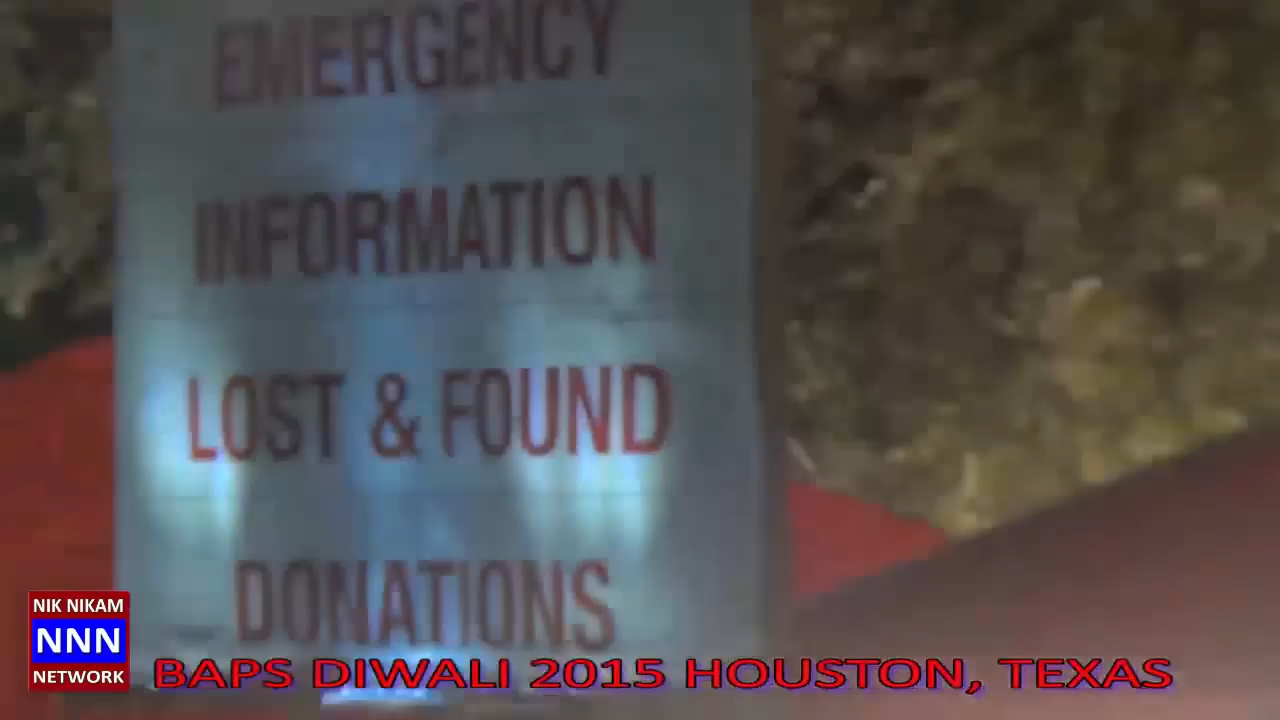 EMERGENCY
INFORMATION
LOST & FOUND
DONATIONS
NIK NIKAM
NNN
NETWORK
BAPS DIWALI 2015 HOUSTON, TEXAS